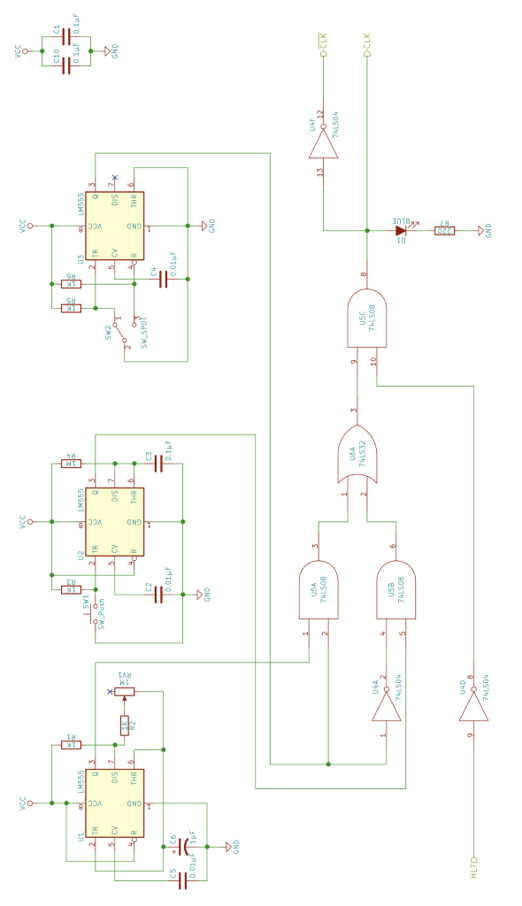 VCC
C1
0.1µF
C10
0.1µF
GND
CLK
CLK
12
U4F
74LS04
13
VCC
3
7
6
Q
DIS
THR
LM555
8
VCC
GND
1
GND
TR
CV
R
U3
2
5
4
C4
0.01µF
R6
1K
R5
1K
SW2
1
3
2
SW_SPDT
D1
BLUE
R7
220
GND
8
U5C
74LS08
9
10
3
U6A
74LS32
1
2
R4
1M
C3
0.1µF
VCC
3
7
6
Q
DIS
THR
LM555
8
VCC
GND
1
TR
CV
R
U2
2
5
4
R3
1K
SW1
SW_Push
C2
0.01µF
GND
3
U5A
74LS08
1
2
6
U5B
74LS08
4
5
RV1
1M
R1
1K
R2
1K
3
7
6
Q
DIS
THR
LM555
VCC
8
VCC
GND
1
TR
CV
R
U1
2
5
4
C6
1µF
+
C5
0.01µF
GND
2
U4A
74LS04
1
8
U4D
74LS04
9
HLT